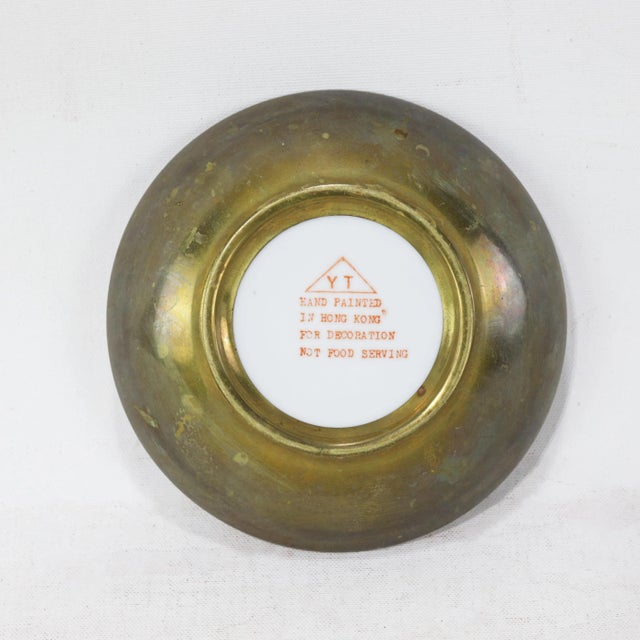 YT
HAND PAINTED
IN HONG KONG"
FOR DECORATION
NOT FOOD SERVING